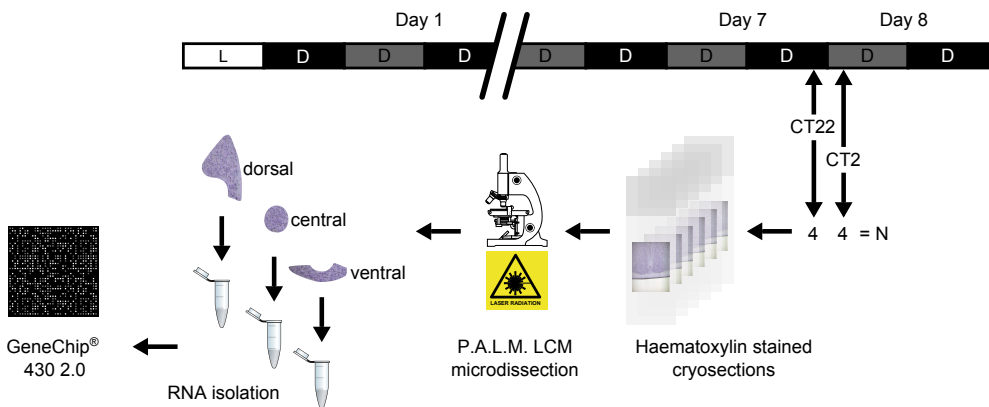 Day 1
Day 7
Day 8
L D D D D D D D D D
CT22
CT2
4 4 = N
dorsal
central
ventral
LASER RADIATION
GeneChip®
430 2.0
RNA isolation
P.A.L.M. LCM
microdissection
Haematoxylin stained
cryosections